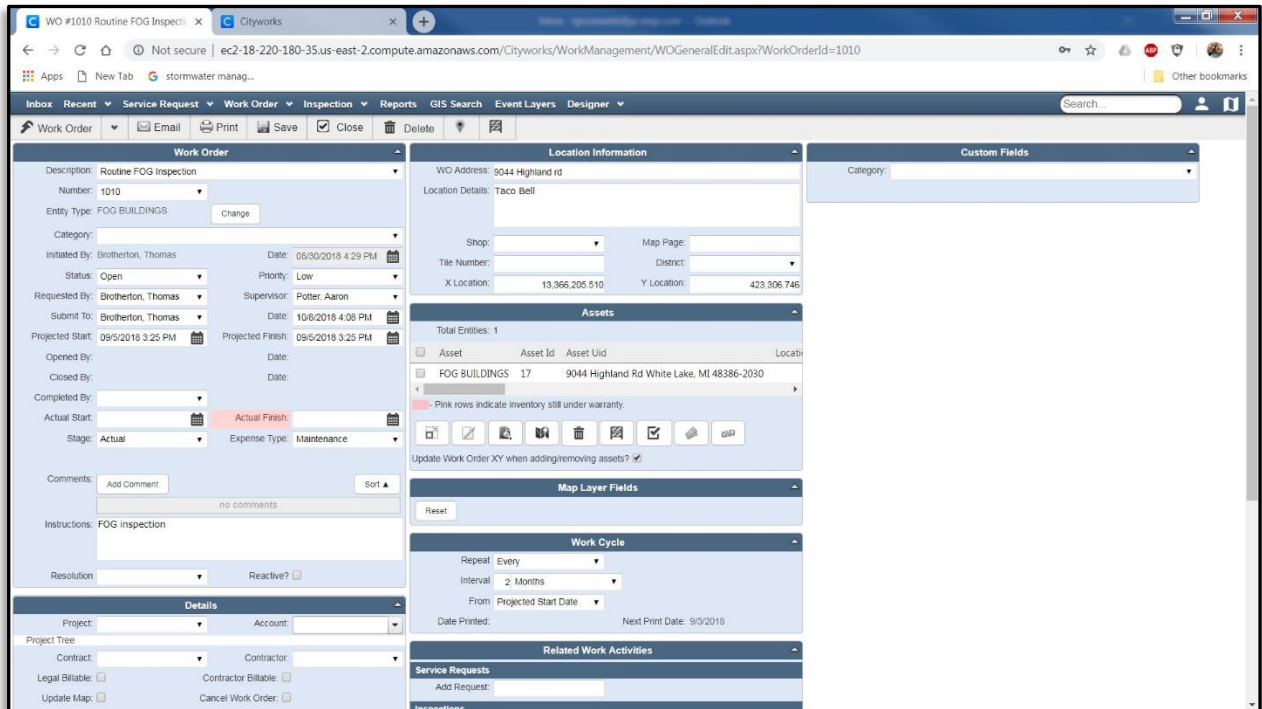 WO #1010 Routine FOG Inspecti
Cityworks
Not secure | ec2-18-220-180-35.us-east-2.compute.amazonaws.com/Cityworks/WorkManagement/WOGeneralEdit.aspx?WorkOrderId=1010
ABP
Apps New Tab G stormwater manag... Other bookmarks
Inbox Recent Service Request Work Order Inspection Reports GIS Search Event Layers Designer Search...
Work Order Email Print Save Close Delete
Work Order
Description: Routine FOG Inspection
Number: 1010
Entity Type: FOG BUILDINGS Change
Category:
Initiated By: Brotherton, Thomas Date: 08/30/2018 4:29 PM
Status: Open Priority: Low
Requested By: Brotherton, Thomas Supervisor: Potter, Aaron
Submit To: Brotherton, Thomas Date: 10/8/2018 4:08 PM
Projected Start: 09/5/2018 3:25 PM Projected Finish: 09/5/2018 3:25 PM
Opened By: Date:
Closed By: Date:
Completed By:
Actual Start: Actual Finish:
Stage: Actual Expense Type: Maintenance
Comments: Add Comment Sort ▲
no comments
Instructions: FOG inspection
Resolution Reactive?
Details
Project: Account:
Project Tree
Contract: Contractor:
Legal Billable: Contractor Billable:
Update Map: Cancel Work Order:
Location Information
WO Address: 9044 Highland rd
Location Details: Taco Bell
Shop: Map Page:
Tile Number: District:
X Location: 13,366,205.510 Y Location: 423,306.746
Assets
Total Entities: 1
Asset Asset Id Asset Uid Locati
FOG BUILDINGS 17 9044 Highland Rd White Lake, MI 48386-2030
- Pink rows indicate inventory still under warranty.
Update Work Order XY when adding/removing assets?
Map Layer Fields
Reset
Work Cycle
Repeat Every
Interval 2 Months
From Projected Start Date
Date Printed: Next Print Date: 9/3/2018
Related Work Activities
Service Requests
Add Request:
Inspections
Custom Fields
Category: